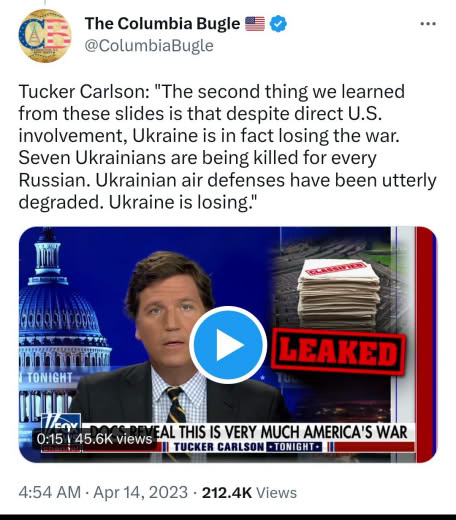 The Columbia Bugle
@ColumbiaBugle
Tucker Carlson: "The second thing we learned
from these slides is that despite direct U.S.
involvement, Ukraine is in fact losing the war.
Seven Ukrainians are being killed for every
Russian. Ukrainian air defenses have been utterly
degraded. Ukraine is losing."
CLASSIFIED
LEAKED
TONIGHT
FOX
DOCS REVEAL THIS IS VERY MUCH AMERICA'S WAR
0:15 45.6K views
TUCKER CARLSON •TONIGHT•
4:54 AM · Apr 14, 2023 · 212.4K Views